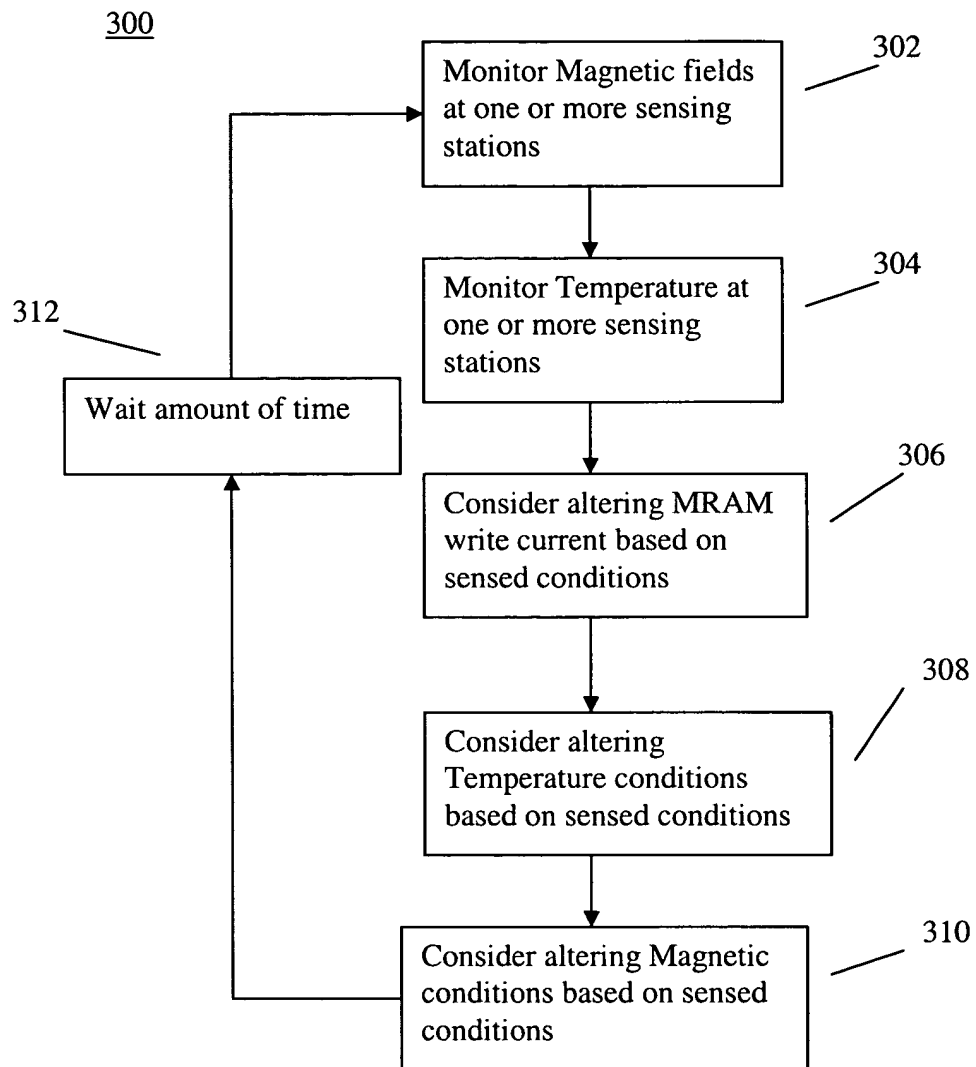 300
302
Monitor Magnetic fields
at one or more sensing
stations
304
Monitor Temperature at
one or more sensing
stations
312
Wait amount of time
306
Consider altering MRAM
write current based on
sensed conditions
308
Consider altering
Temperature conditions
based on sensed conditions
310
Consider altering Magnetic
conditions based on sensed
conditions